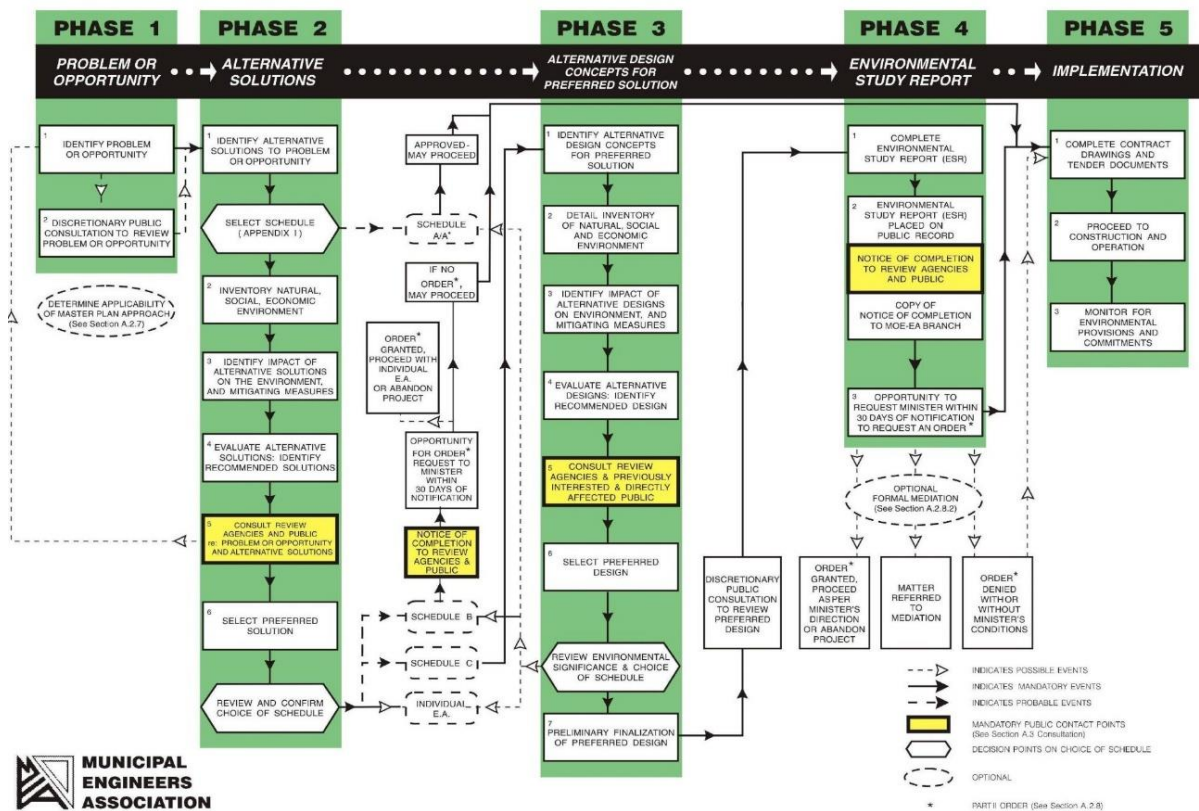 PHASE 1
PROBLEM OR
OPPORTUNITY
PHASE 2
ALTERNATIVE
SOLUTIONS
PHASE 3
ALTERNATIVE DESIGN
CONCEPTS FOR
PREFERRED SOLUTION
PHASE 4
ENVIRONMENTAL
STUDY REPORT
PHASE 5
IMPLEMENTATION
1
IDENTIFY PROBLEM
OR OPPORTUNITY
2
DISCRETIONARY PUBLIC
CONSULTATION TO REVIEW
PROBLEM OR OPPORTUNITY
DETERMINE APPLICABILITY
OF MASTER PLAN APPROACH
(See Section A.2.7)
1
IDENTIFY ALTERNATIVE
SOLUTIONS TO PROBLEM
OR OPPORTUNITY
SELECT SCHEDULE
(APPENDIX I)
2
INVENTORY NATURAL,
SOCIAL, ECONOMIC
ENVIRONMENT
3
IDENTIFY IMPACT OF
ALTERNATIVE SOLUTIONS
ON THE ENVIRONMENT,
AND MITIGATING MEASURES
4
EVALUATE ALTERNATIVE
SOLUTIONS: IDENTIFY
RECOMMENDED SOLUTIONS
5
CONSULT REVIEW
AGENCIES AND PUBLIC
re: PROBLEM OR OPPORTUNITY
AND ALTERNATIVE SOLUTIONS
6
SELECT PREFERRED
SOLUTION
REVIEW AND CONFIRM
CHOICE OF SCHEDULE
APPROVED-
MAY PROCEED
SCHEDULE
A/A+
IF NO
ORDER*,
MAY PROCEED
ORDER*
GRANTED,
PROCEED WITH
INDIVIDUAL
E.A.
OR ABANDON
PROJECT
OPPORTUNITY
FOR ORDER*
REQUEST TO
MINISTER
WITHIN
30 DAYS OF
NOTIFICATION
NOTICE OF
COMPLETION
TO REVIEW
AGENCIES &
PUBLIC
SCHEDULE B
SCHEDULE C
INDIVIDUAL
E.A.
1
IDENTIFY ALTERNATIVE
DESIGN CONCEPTS
FOR PREFERRED
SOLUTION
2
DETAIL INVENTORY
OF NATURAL, SOCIAL
AND ECONOMIC
ENVIRONMENT
3
IDENTIFY IMPACT OF
ALTERNATIVE DESIGNS
ON ENVIRONMENT, AND
MITIGATING MEASURES
4
EVALUATE ALTERNATIVE
DESIGNS: IDENTIFY
RECOMMENDED DESIGN
5
CONSULT REVIEW
AGENCIES & PREVIOUSLY
INTERESTED & DIRECTLY
AFFECTED PUBLIC
6
SELECT PREFERRED
DESIGN
REVIEW ENVIRONMENTAL
SIGNIFICANCE & CHOICE
OF SCHEDULE
7
PRELIMINARY FINALIZATION
OF PREFERRED DESIGN
DISCRETIONARY
PUBLIC
CONSULTATION
TO REVIEW
PREFERRED
DESIGN
1
COMPLETE
ENVIRONMENTAL
STUDY REPORT (ESR)
2
ENVIRONMENTAL
STUDY REPORT (ESR)
PLACED ON
PUBLIC RECORD
NOTICE OF COMPLETION
TO REVIEW AGENCIES
AND PUBLIC
COPY OF
NOTICE OF COMPLETION
TO MOE-EA BRANCH
3
OPPORTUNITY TO
REQUEST MINISTER WITHIN
30 DAYS OF NOTIFICATION
TO REQUEST AN ORDER*
OPTIONAL
FORMAL MEDIATION
(See Section A.2.8.2)
ORDER*
GRANTED,
PROCEED
AS PER
MINISTER'S
DIRECTION
OR ABANDON
PROJECT
MATTER
REFERRED
TO
MEDIATION
ORDER*
DENIED
WITH OR
WITHOUT
MINISTER'S
CONDITIONS
1
COMPLETE CONTRACT
DRAWINGS AND
TENDER DOCUMENTS
2
PROCEED TO
CONSTRUCTION AND
OPERATION
3
MONITOR FOR
ENVIRONMENTAL
PROVISIONS AND
COMMITMENTS
INDICATES POSSIBLE EVENTS
INDICATES MANDATORY EVENTS
INDICATES PROBABLE EVENTS
MANDATORY PUBLIC CONTACT POINTS
(See Section A.3 Consultation)
DECISION POINTS ON CHOICE OF SCHEDULE
OPTIONAL
* PART II ORDER (See Section A.2.8)
MUNICIPAL
ENGINEERS
ASSOCIATION